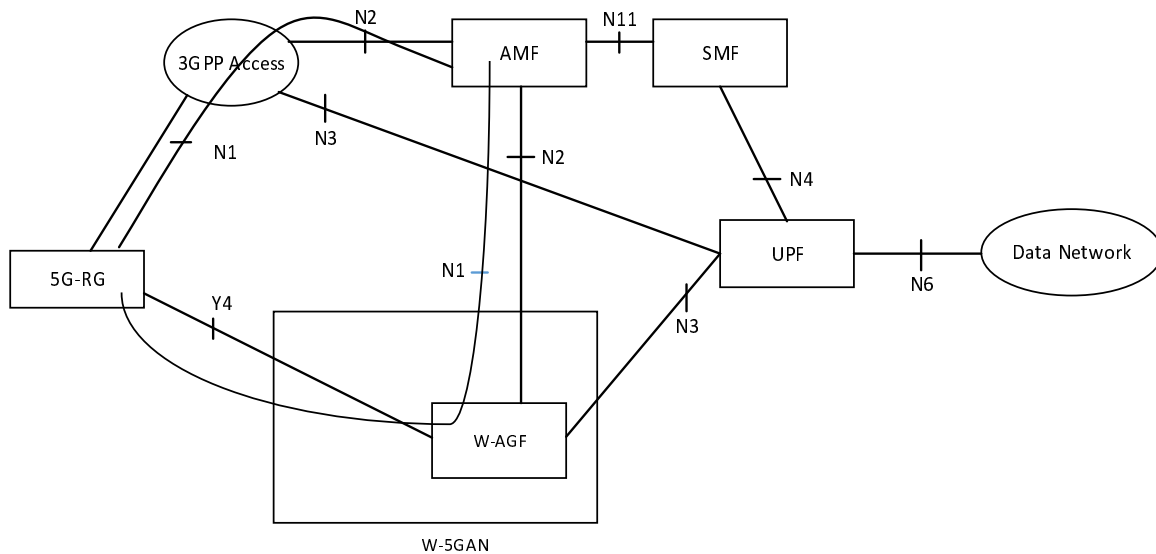 N2
N11
3GPP Access
AMF
SMF
N3
N1
N2
N4
5G-RG
N1
UPF
Data Network
Y4
N6
N3
W-AGF
W-5GAN